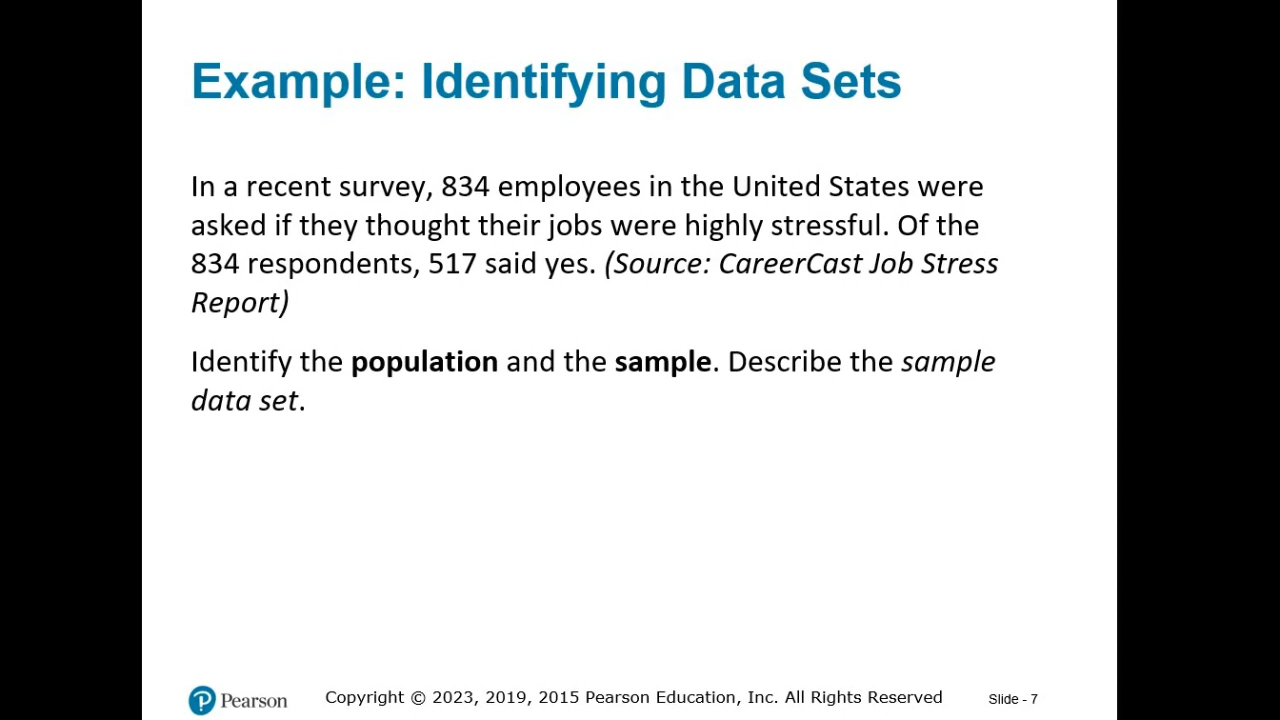 Example: Identifying Data Sets
In a recent survey, 834 employees in the United States were
asked if they thought their jobs were highly stressful. Of the
834 respondents, 517 said yes. (Source: CareerCast Job Stress
Report)
Identify the population and the sample. Describe the sample
data set.
Pearson
Copyright © 2023, 2019, 2015 Pearson Education, Inc. All Rights Reserved
Slide - 7